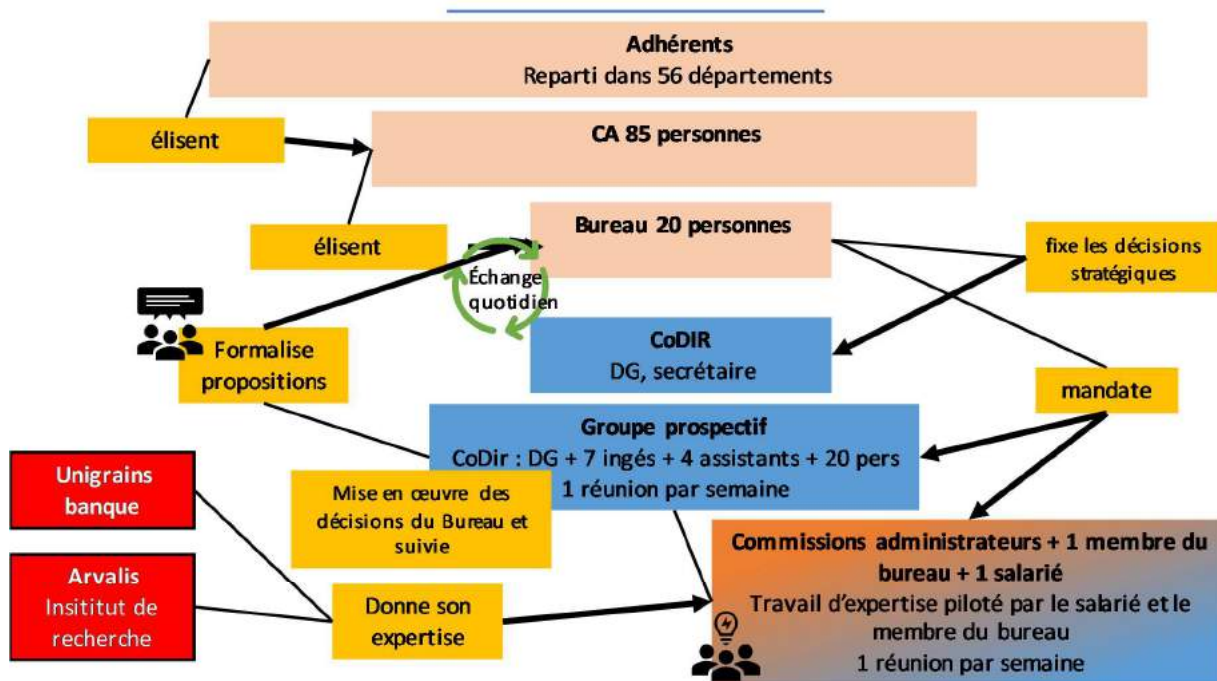 Adhérents
Reparti dans 56 départements
élisent
CA 85 personnes
élisent
Bureau 20 personnes
fixe les décisions
stratégiques
Échange
quotidien
Formalise
propositions
CoDIR
DG, secrétaire
mandate
Groupe prospectif
CoDir : DG + 7 ingés + 4 assistants + 20 pers
1 réunion par semaine
Unigrains
banque
Mise en œuvre des
décisions du Bureau et
suivie
Arvalis
Insititut de
recherche
Donne son
expertise
Commissions administrateurs + 1 membre du
bureau + 1 salarié
Travail d'expertise piloté par le salarié et le
membre du bureau
1 réunion par semaine